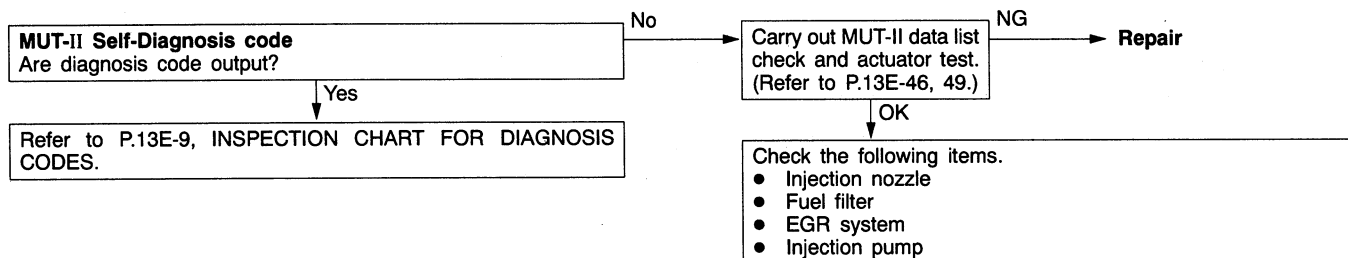 MUT-II Self-Diagnosis code
Are diagnosis code output?
No
Carry out MUT-II data list
check and actuator test.
(Refer to P.13E-46, 49.)
NG
Repair
Yes
Refer to P.13E-9, INSPECTION CHART FOR DIAGNOSIS
CODES.
OK
Check the following items.
● Injection nozzle
● Fuel filter
● EGR system
● Injection pump